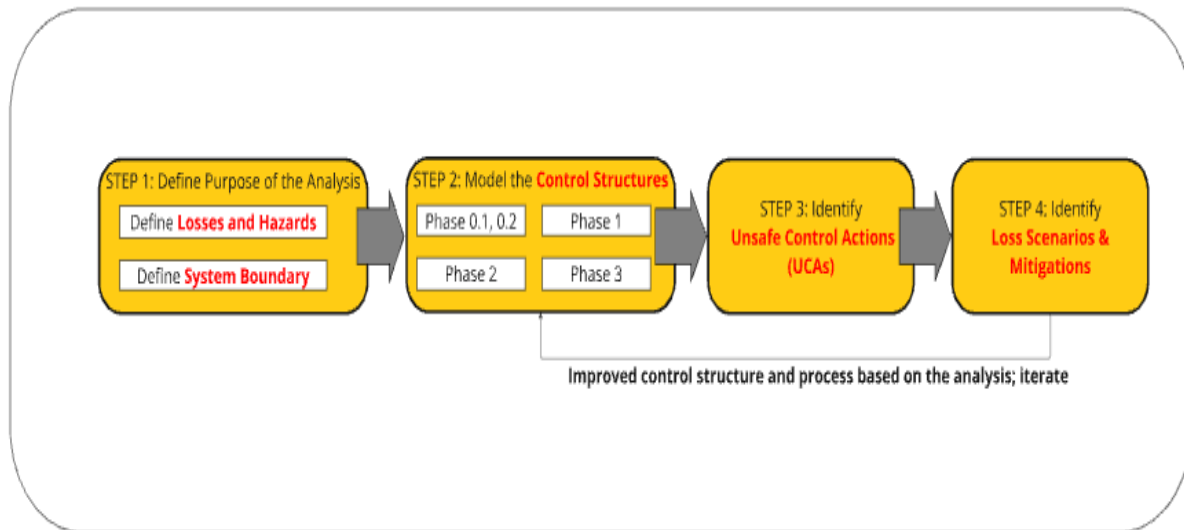 STEP 1: Define Purpose of the Analysis
Define Losses and Hazards
Define System Boundary
STEP 2: Model the Control Structures
Phase 0.1, 0.2
Phase 1
Phase 2
Phase 3
STEP 3: Identify
Unsafe Control Actions
(UCAs)
STEP 4: Identify
Loss Scenarios &
Mitigations
Improved control structure and process based on the analysis; iterate